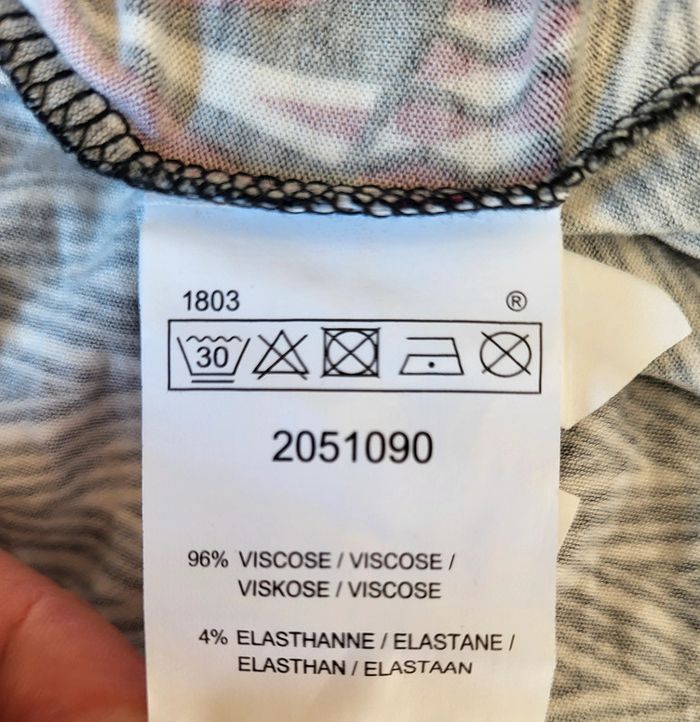 1803 ®
30
2051090
96% VISCOSE / VISCOSE /
VISKOSE / VISCOSE
4% ELASTHANNE / ELASTANE /
ELASTHAN / ELASTAAN